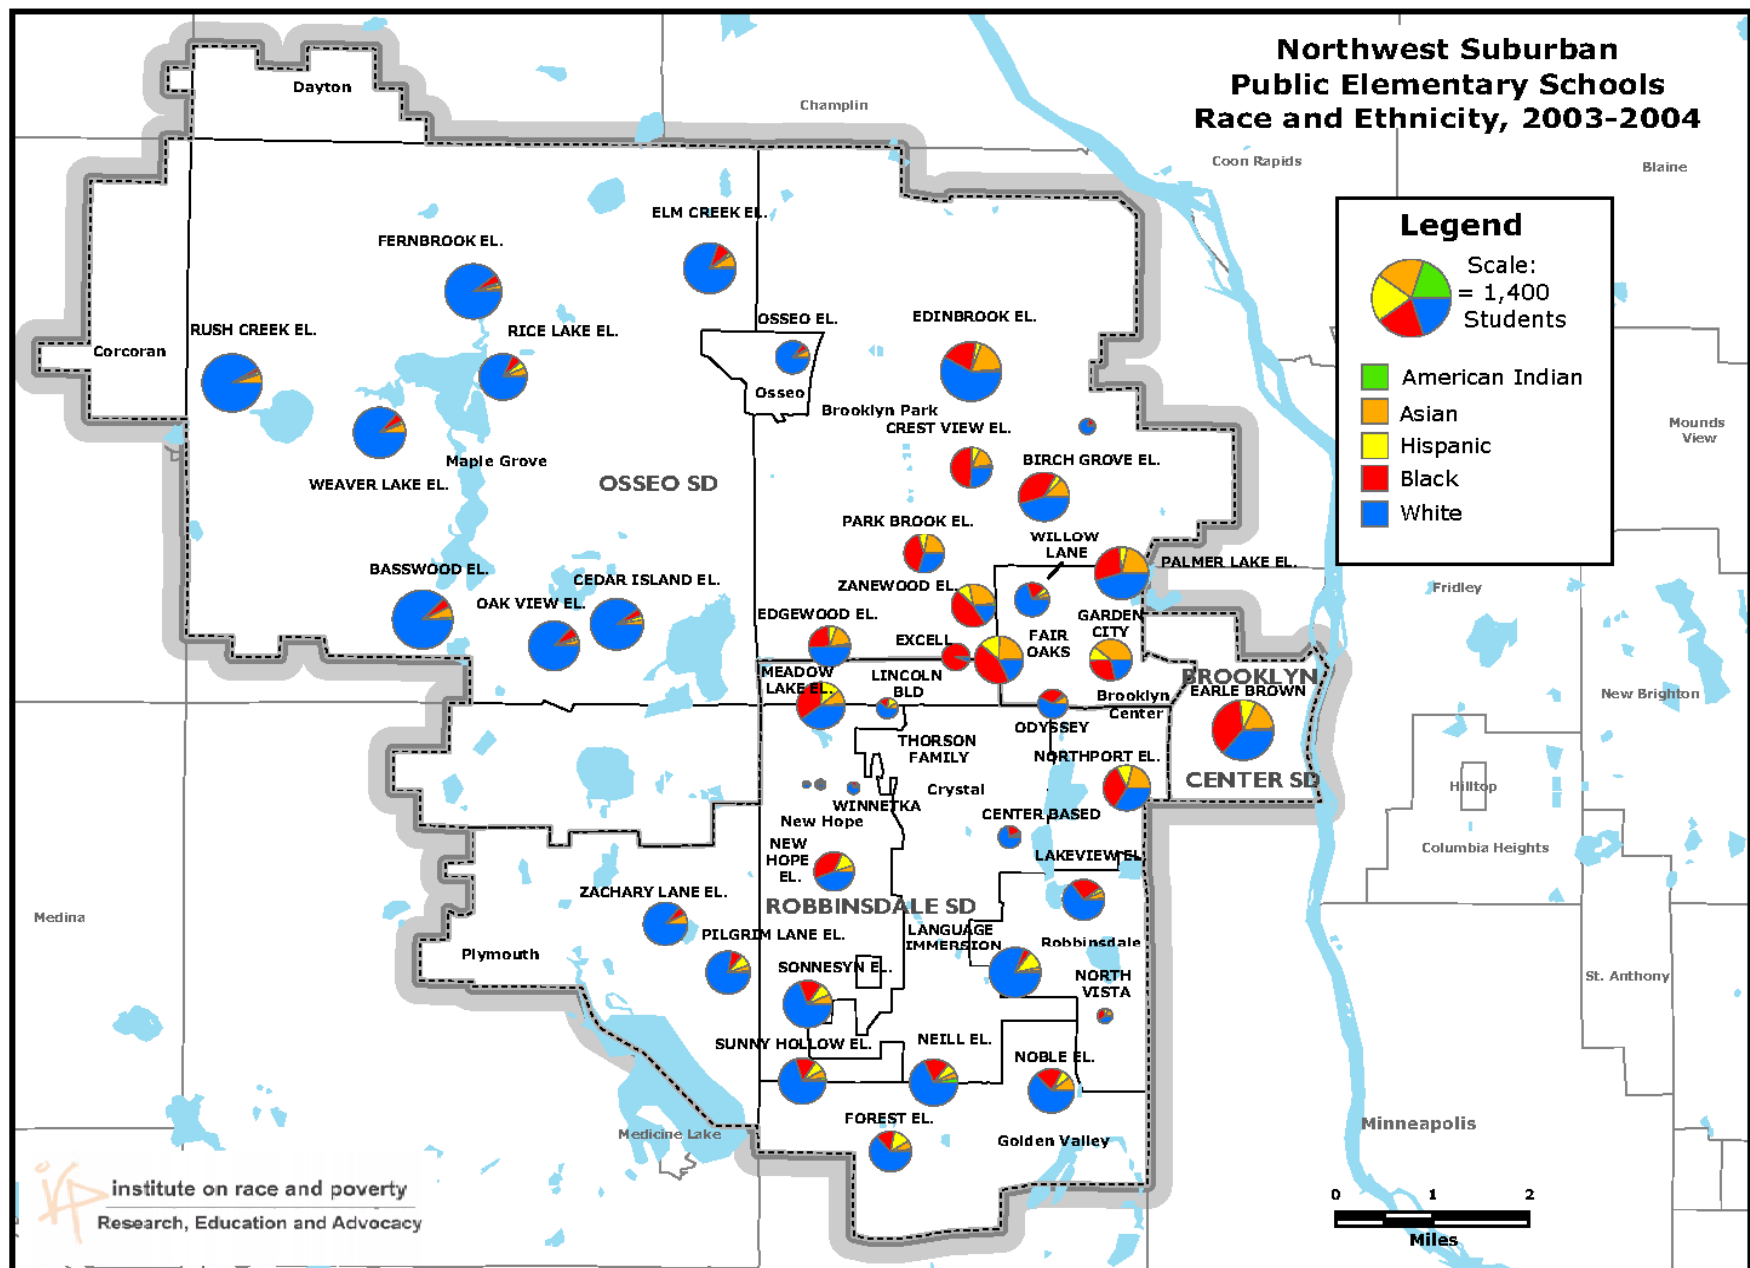 Northwest Suburban
Public Elementary Schools
Race and Ethnicity, 2003-2004
Dayton
Champlin
Coon Rapids
Blaine
Legend
Scale:
= 1,400
Students
American Indian
Asian
Hispanic
Black
White
ELM CREEK EL.
FERNBROOK EL.
RUSH CREEK EL.
RICE LAKE EL.
OSSEO EL.
EDINBROOK EL.
Corcoran
Osseo
Brooklyn Park
CREST VIEW EL.
Mounds
View
Maple Grove
BIRCH GROVE EL.
WEAVER LAKE EL.
OSSEO SD
PARK BROOK EL.
WILLOW
LANE
PALMER LAKE EL.
BASSWOOD EL.
CEDAR ISLAND EL.
ZANEWOOD EL.
Fridley
OAK VIEW EL.
EDGEWOOD EL.
GARDEN
CITY
EXCELL
FAIR
OAKS
MEADOW
LAKE EL.
LINCOLN
BLD
BROOKLYN
EARLE BROWN
New Brighton
Brooklyn
Center
ODYSSEY
THORSON
FAMILY
NORTHPORT EL.
CENTER SD
Hilltop
Crystal
WINNETKA
New Hope
CENTER BASED
NEW
HOPE
EL.
LAKEVIEW EL.
Columbia Heights
ZACHARY LANE EL.
ROBBINSDALE SD
Medina
PILGRIM LANE EL.
LANGUAGE
IMMERSION
Robbinsdale
Plymouth
SONNESYN EL.
NORTH
VISTA
St. Anthony
SUNNY HOLLOW EL.
NEILL EL.
NOBLE EL.
FOREST EL.
Medicine Lake
Golden Valley
Minneapolis
irp
institute on race and poverty
Research, Education and Advocacy
0 1 2
Miles